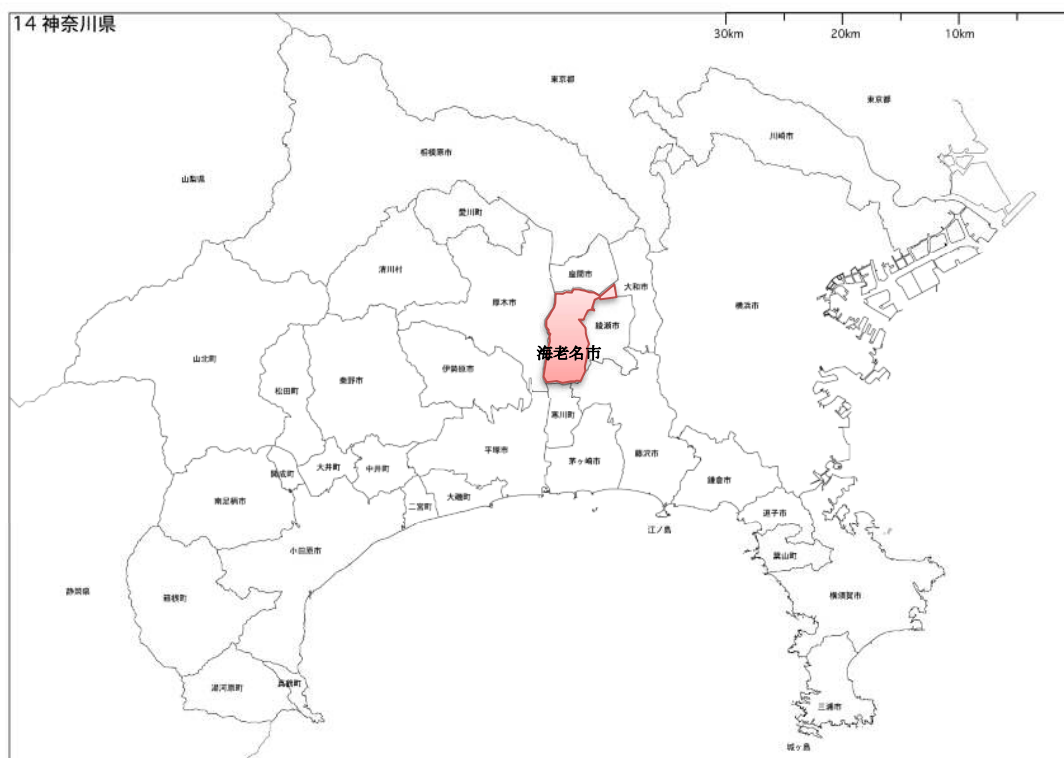 14 神奈川県
30km
20km
10km
東京都
東京都
川崎市
相模原市
山梨県
愛川町
清川村
座間市
大和市
厚木市
横浜市
綾瀬市
海老名市
山北町
伊勢原市
秦野市
松田町
寒川町
平塚市
茅ヶ崎市
藤沢市
大井町
中井町
開成町
鎌倉市
南足柄市
大磯町
二宮町
逗子市
江ノ島
小田原市
葉山町
静岡県
箱根町
横須賀市
湯河原町
真鶴町
三浦市
城ヶ島